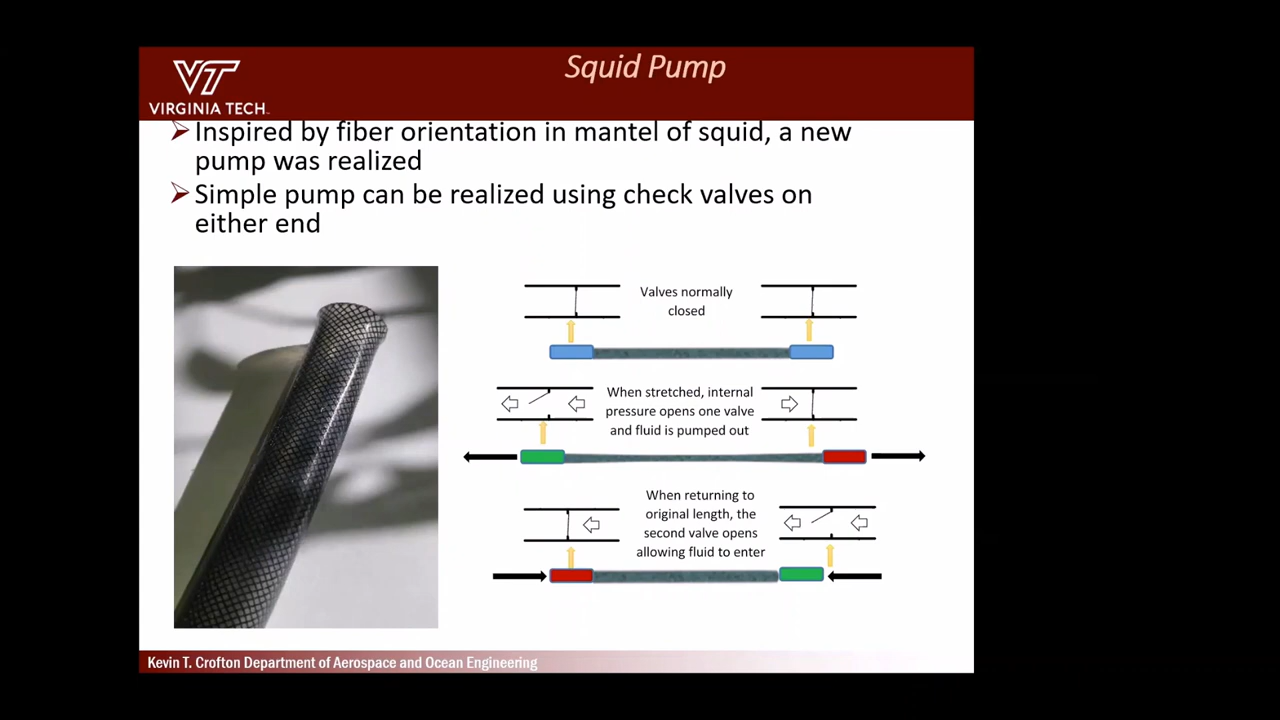 Squid Pump
VT
VIRGINIA TECH™
Inspired by fiber orientation in mantel of squid, a new
pump was realized
Simple pump can be realized using check valves on
either end
Valves normally
closed
When stretched, internal
pressure opens one valve
and fluid is pumped out
When returning to
original length, the
second valve opens
allowing fluid to enter
Kevin T. Crofton Department of Aerospace and Ocean Engineering